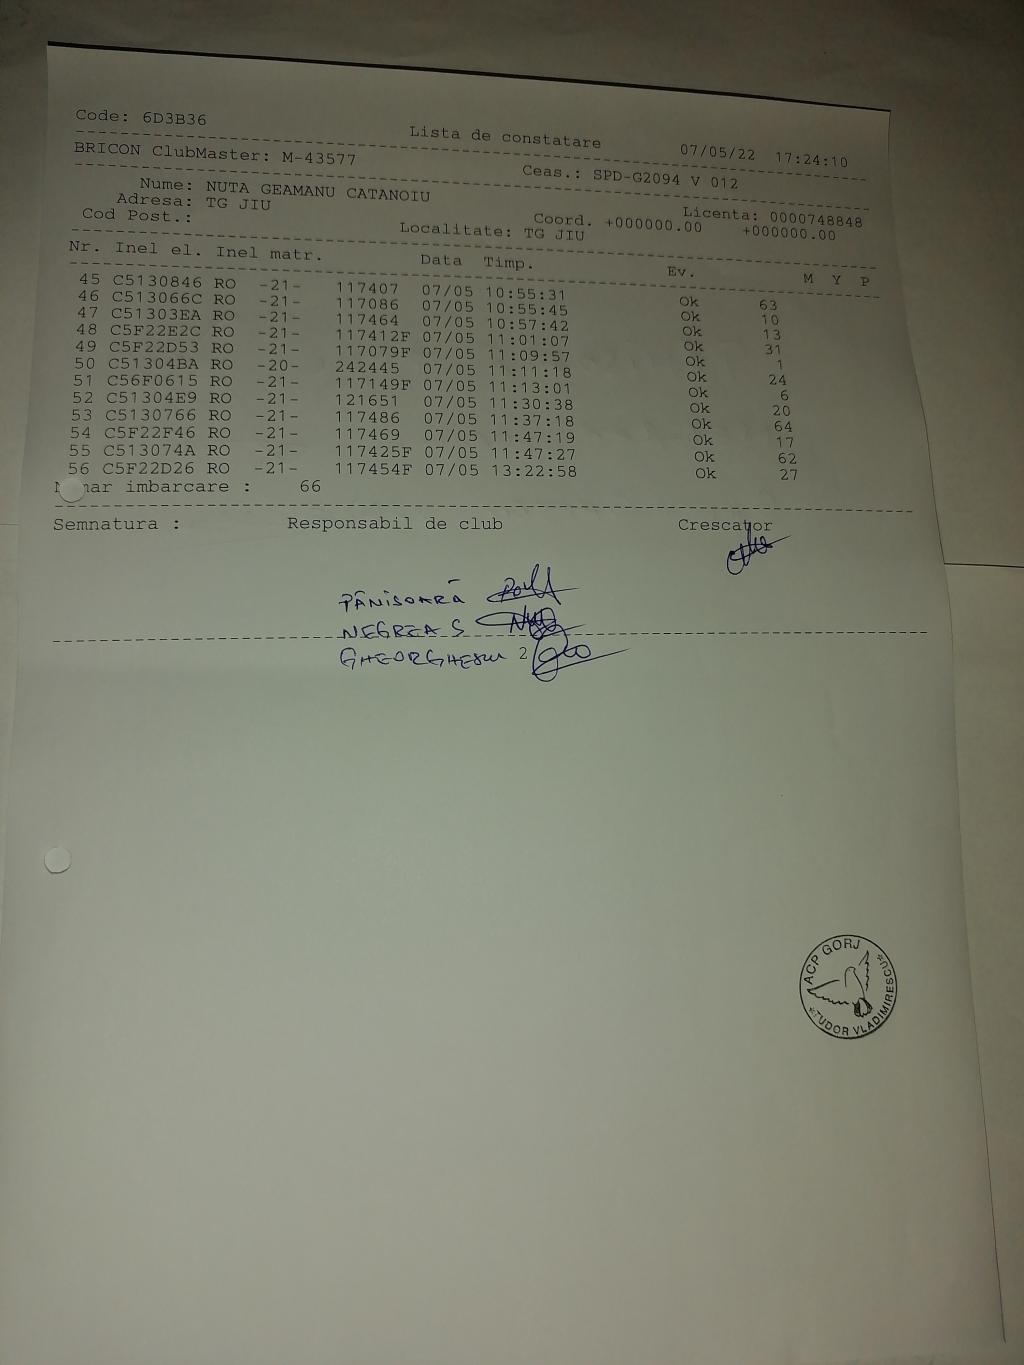 Code: 6D3B36
Lista de constatare 07/05/22 17:24:10
BRICON ClubMaster: M-43577 Ceas.: SPD-G2094 V 012
Nume: NUTA GEAMANU CATANOIU Licenta: 0000748848
Adresa: TG JIU Coord. +000000.00 +000000.00
Cod Post.: Localitate: TG JIU
Nr. Inel el. Inel matr. Data Timp. Ev. M Y P
45 C5130846 RO -21- 117407 07/05 10:55:31 Ok 63
46 C513066C RO -21- 117086 07/05 10:55:45 Ok 10
47 C51303EA RO -21- 117464 07/05 10:57:42 Ok 13
48 C5F22E2C RO -21- 117412F 07/05 11:01:07 Ok 31
49 C5F22D53 RO -21- 117079F 07/05 11:09:57 Ok 1
50 C51304BA RO -20- 242445 07/05 11:11:18 Ok 24
51 C56F0615 RO -21- 117149F 07/05 11:13:01 Ok 6
52 C51304E9 RO -21- 121651 07/05 11:30:38 Ok 20
53 C5130766 RO -21- 117486 07/05 11:37:18 Ok 64
54 C5F22F46 RO -21- 117469 07/05 11:47:19 Ok 17
55 C513074A RO -21- 117425F 07/05 11:47:27 Ok 62
56 C5F22D26 RO -21- 117454F 07/05 13:22:58 Ok 27
imbarcare : 66
Semnatura : Responsabil de club Crescator
PÂNISOARĂ
NEGREA S
GHEORGHESCU 2
ACP GORJ
*TUDOR VLADIMIRESCU*